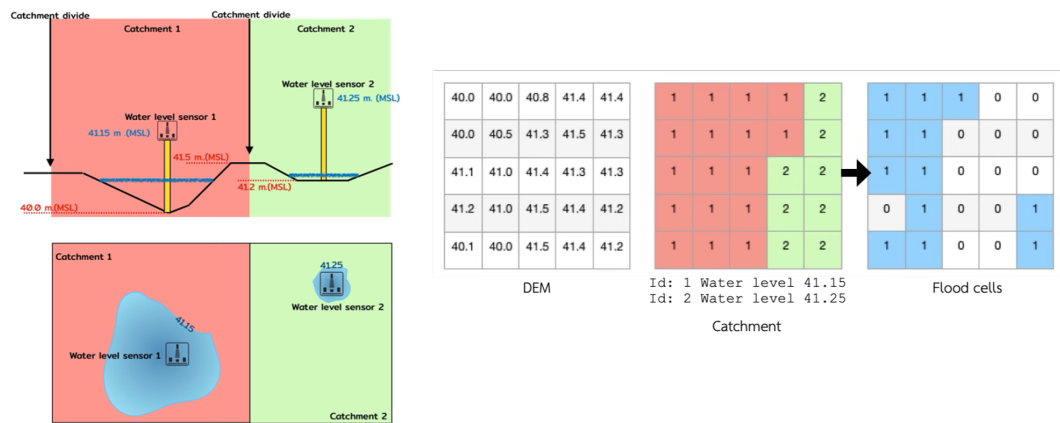 Catchment divide
Catchment divide
Catchment 1
Catchment 2
Water level sensor 2
41.25 m. (MSL)
Water level sensor 1
41.15 m .(MSL)
41.5 m.(MSL)
41.2 m.(MSL)
40.0 m.(MSL)
Catchment 1
41.25
Water level sensor 2
41.15
Water level sensor 1
Catchment 2
40.0 40.0 40.8 41.4 41.4
40.0 40.5 41.3 41.5 41.3
41.1 41.0 41.4 41.3 41.3
41.2 41.0 41.5 41.4 41.2
40.1 40.0 41.5 41.4 41.2
DEM
1 1 1 1 2
1 1 1 1 2
1 1 1 2 2
1 1 1 2 2
1 1 1 2 2
Id: 1 Water level 41.15
Id: 2 Water level 41.25
Catchment
1 1 1 0 0
1 1 0 0 0
1 1 0 0 0
0 1 0 0 1
1 1 0 0 1
Flood cells